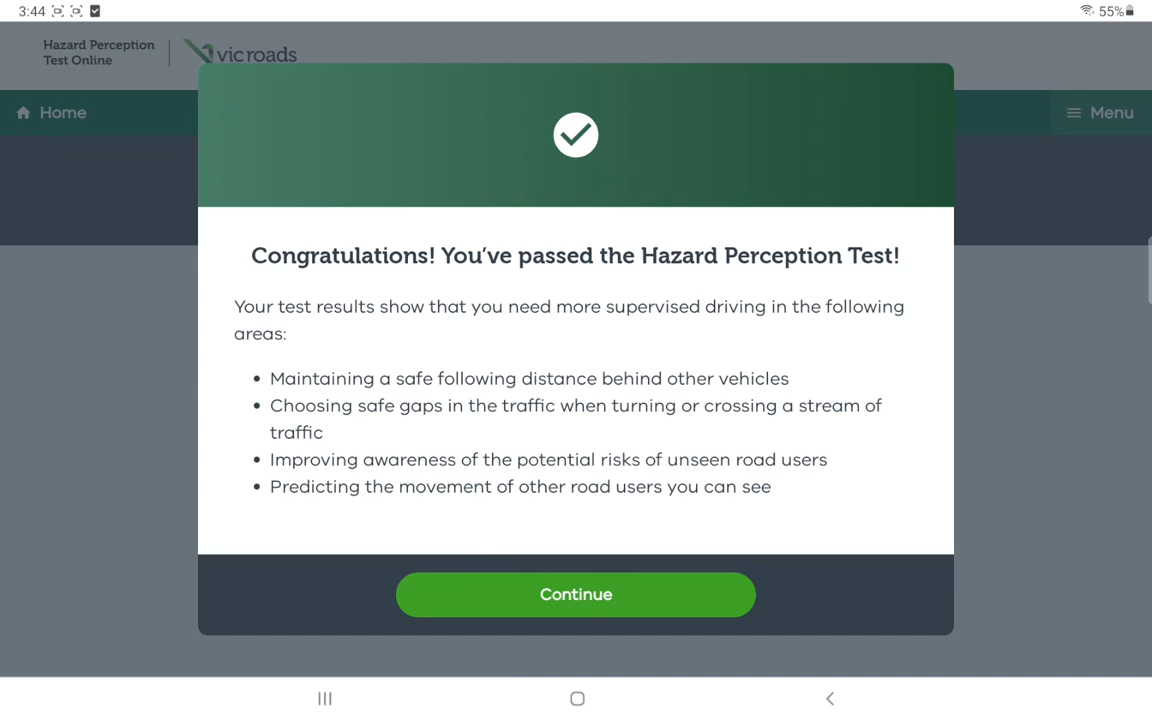 3:44
55%
Hazard Perception
Test Online
vic roads
Home
Menu
Congratulations! You've passed the Hazard Perception Test!
Your test results show that you need more supervised driving in the following
areas:
• Maintaining a safe following distance behind other vehicles
• Choosing safe gaps in the traffic when turning or crossing a stream of
traffic
• Improving awareness of the potential risks of unseen road users
• Predicting the movement of other road users you can see
Continue